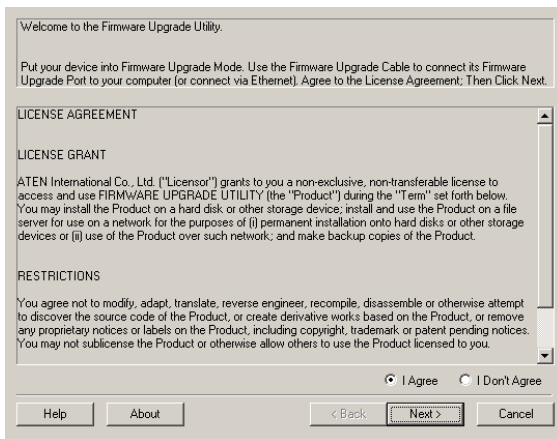 Welcome to the Firmware Upgrade Utility.
Put your device into Firmware Upgrade Mode. Use the Firmware Upgrade Cable to connect its Firmware
Upgrade Port to your computer (or connect via Ethernet). Agree to the License Agreement; Then Click Next.
LICENSE AGREEMENT
LICENSE GRANT
ATEN International Co., Ltd. ("Licensor") grants to you a non-exclusive, non-transferable license to
access and use FIRMWARE UPGRADE UTILITY (the "Product") during the "Term" set forth below.
You may install the Product on a hard disk or other storage device; install and use the Product on a file
server for use on a network for the purposes of (i) permanent installation onto hard disks or other storage
devices or (ii) use of the Product over such network; and make backup copies of the Product.
RESTRICTIONS
You agree not to modify, adapt, translate, reverse engineer, recompile, disassemble or otherwise attempt
to discover the source code of the Product, or create derivative works based on the Product, or remove
any proprietary notices or labels on the Product, including copyright, trademark or patent pending notices.
You may not sublicense the Product or otherwise allow others to use the Product licensed to you.
I Agree I Don't Agree
Help About < Back Next > Cancel